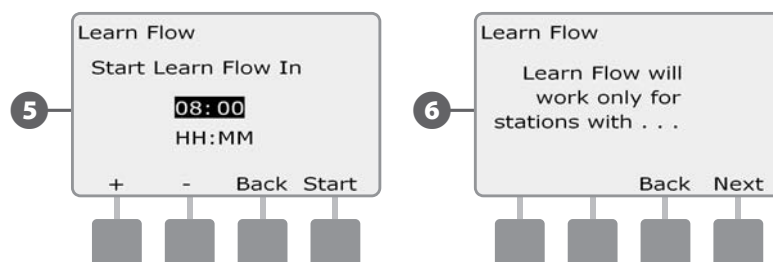 Learn Flow
Start Learn Flow In
5
08:00
HH:MM
+ - Back Start
Learn Flow
Learn Flow will
6
work only for
stations with . . .
Back Next